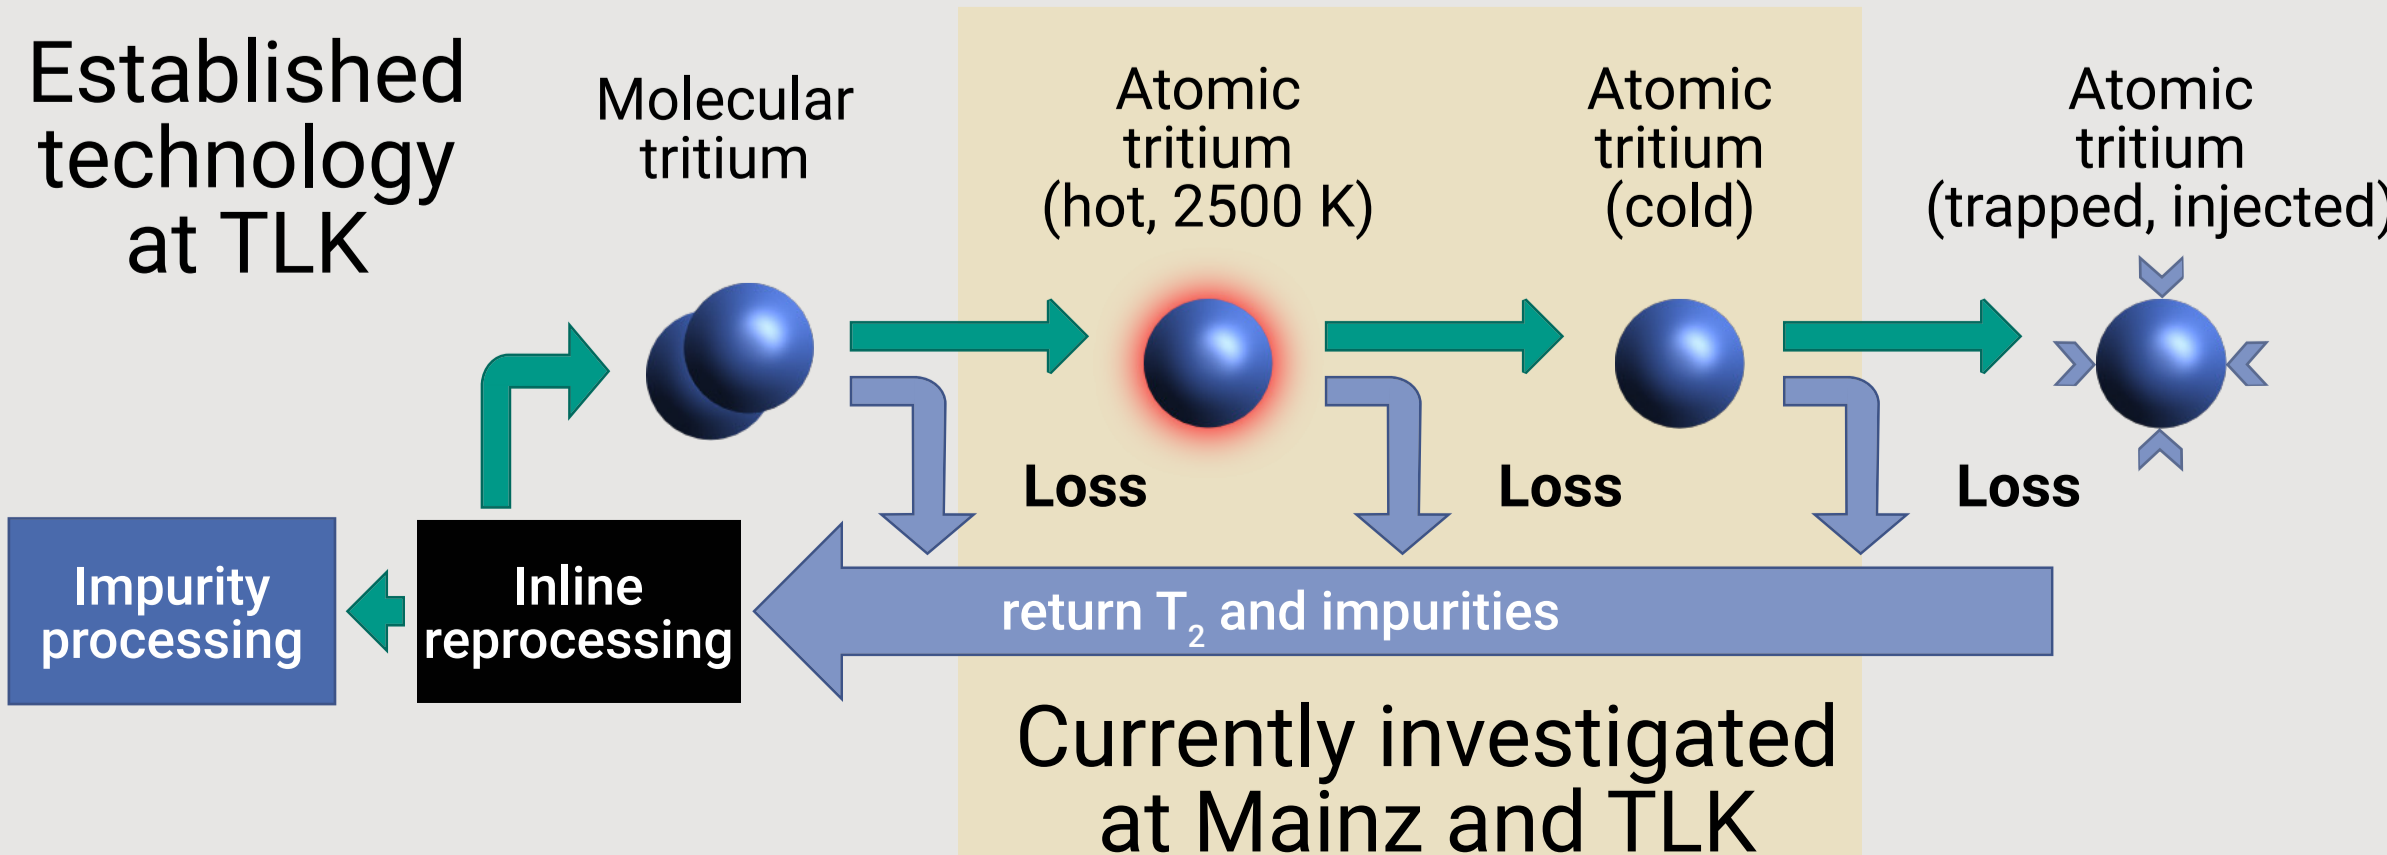 Established
technology
at TLK
Molecular
tritium
Atomic
tritium
(hot, 2500 K)
Atomic
tritium
(cold)
Atomic
tritium
(trapped, injected)
Loss
Loss
Loss
Impurity
processing
Inline
reprocessing
return T₂ and impurities
Currently investigated
at Mainz and TLK